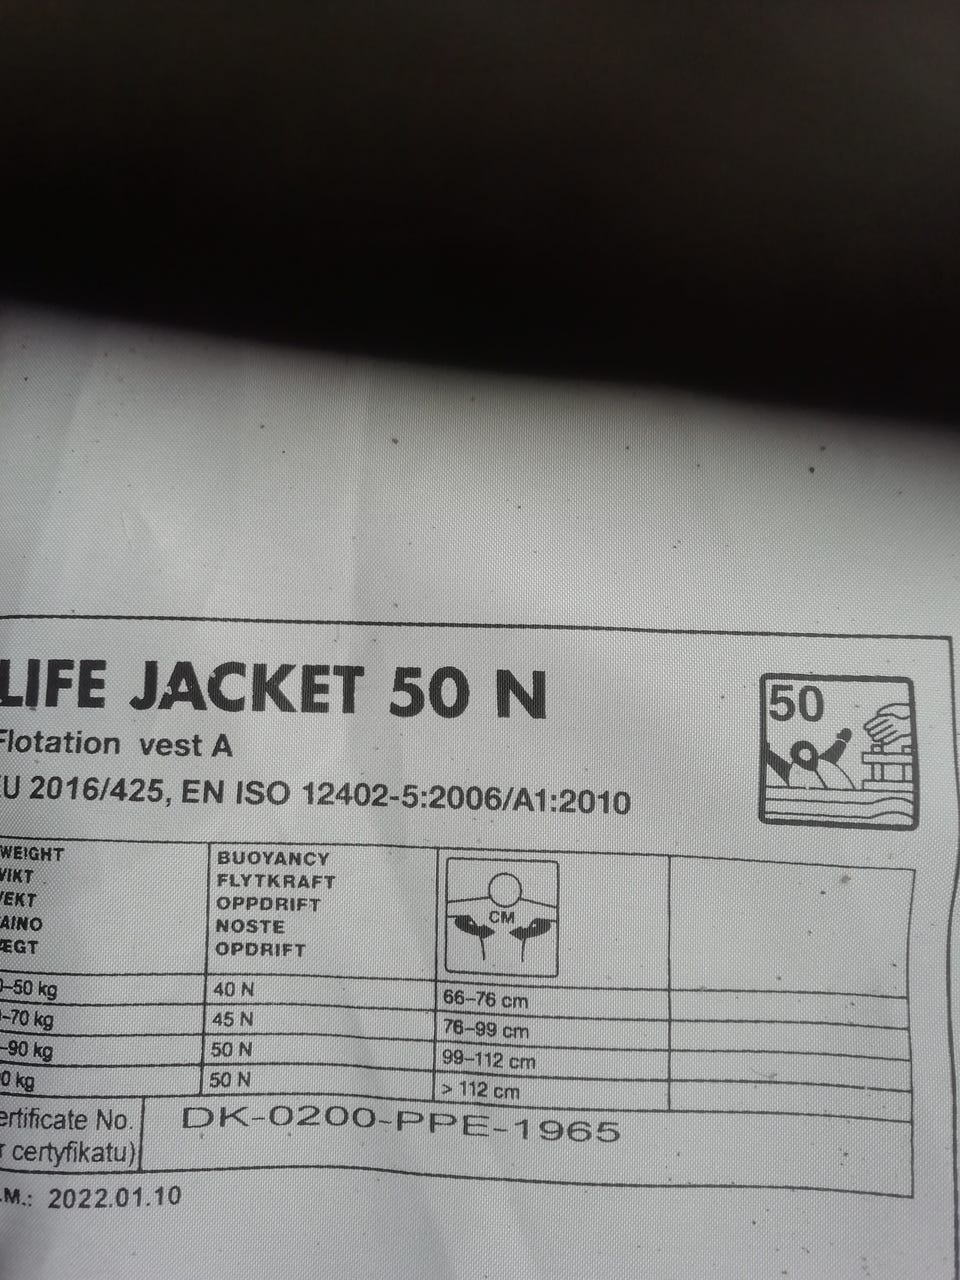 LIFE JACKET 50 N
50
Flotation vest A
U 2016/425, EN ISO 12402-5:2006/A1:2010
WEIGHT
VIKT
VEKT
AINO
ÆGT
BUOYANCY
FLYTKRAFT
OPPDRIFT
NOSTE
OPDRIFT
CM
–50 kg 40 N 66–76 cm
–70 kg 45 N 76–99 cm
–90 kg 50 N 99–112 cm
0 kg 50 N > 112 cm
ertificate No. DK-0200-PPE-1965
r certyfikatu)
.M.: 2022.01.10